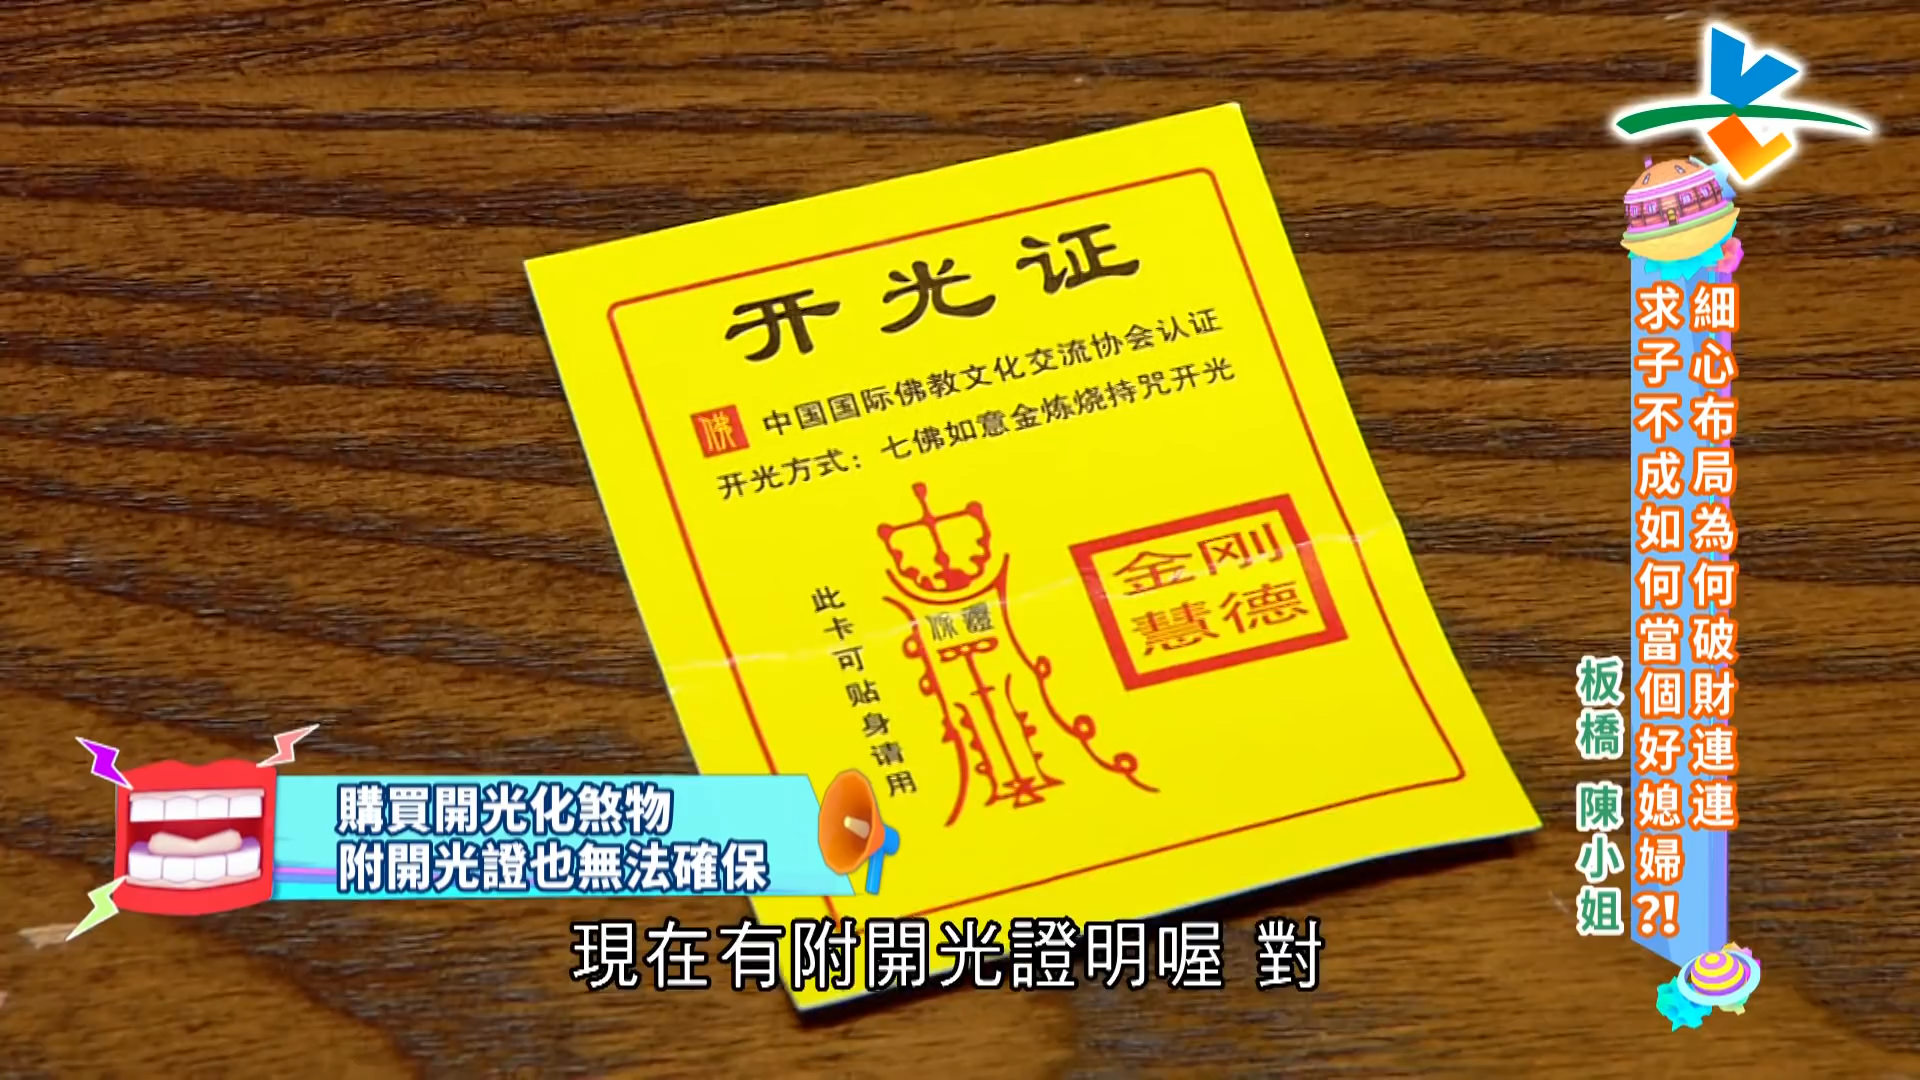 开光证
佛 中国国际佛教文化交流协会认证
开光方式：七佛如意金炼烧持咒开光
此卡可贴身请用
保證
金刚
慧德
細心布局為何破財連連
求子不成如何當個好媳婦?!
板橋 陳小姐
購買開光化煞物
附開光證也無法確保
現在有附開光證明喔 對